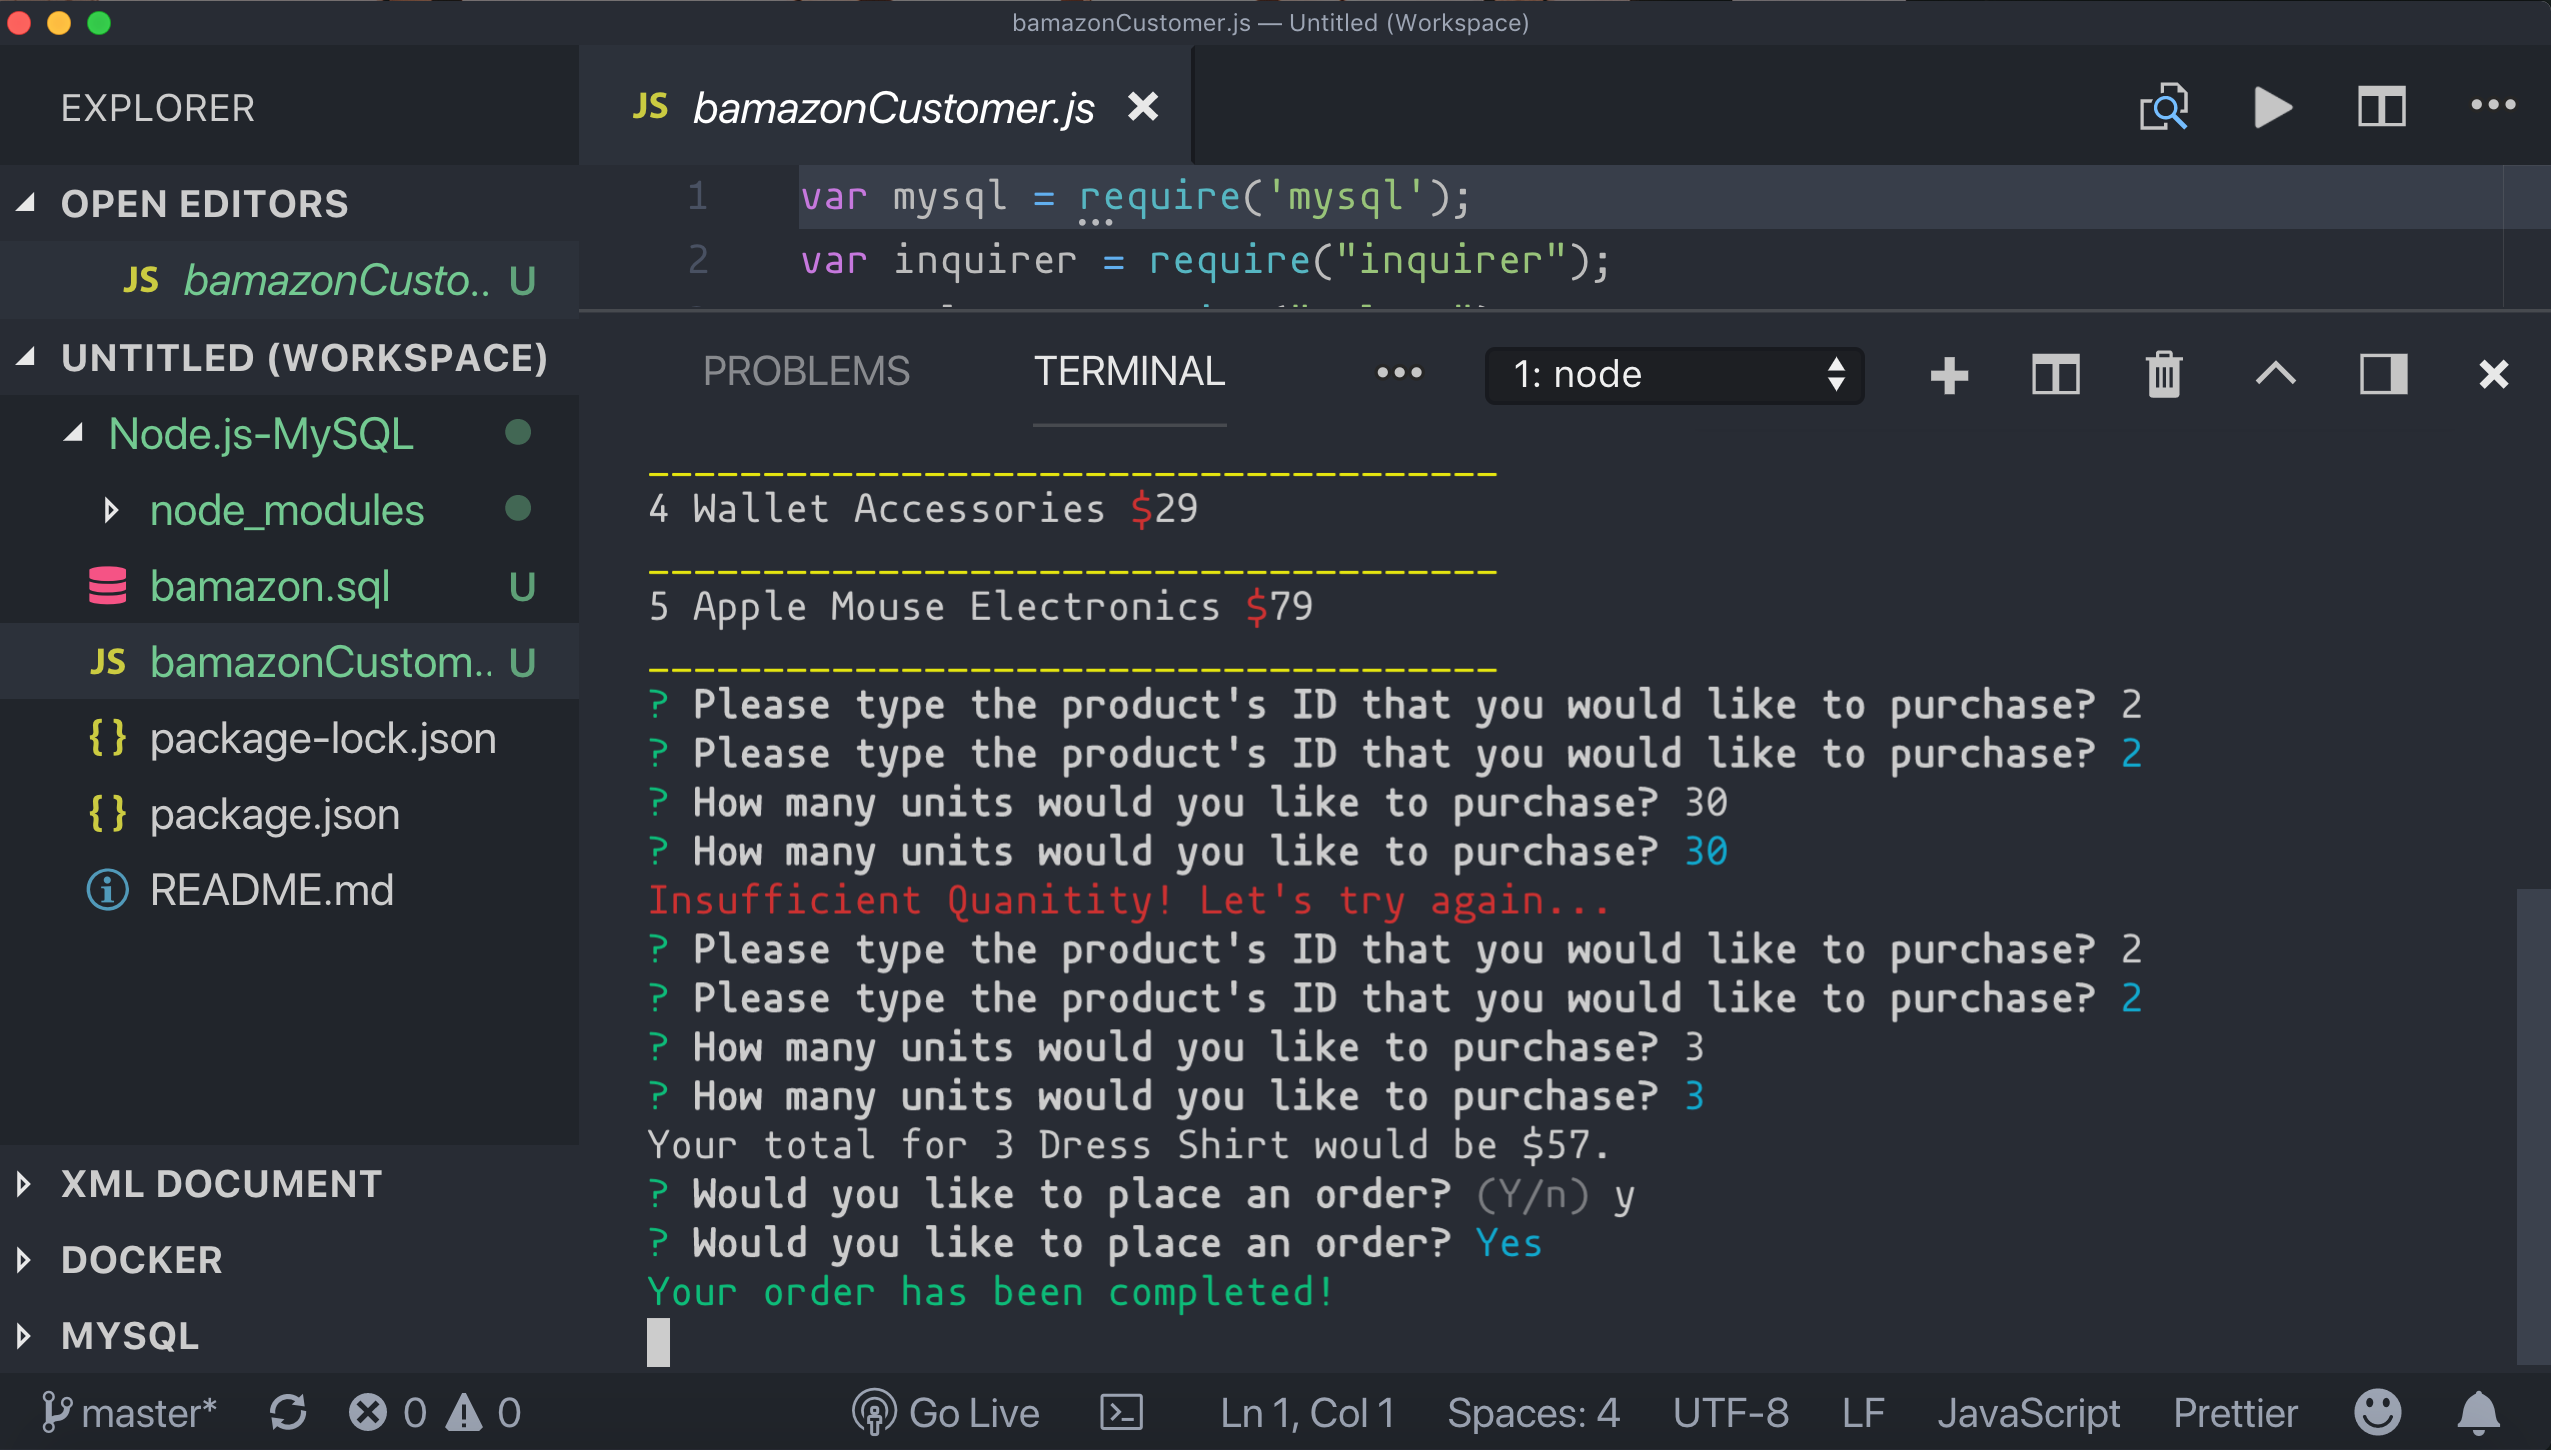 bamazonCustomer.js — Untitled (Workspace)
EXPLORER
OPEN EDITORS
JS bamazonCusto.. U
UNTITLED (WORKSPACE)
Node.js-MySQL
node_modules
bamazon.sql U
JS bamazonCustom.. U
{} package-lock.json
{} package.json
README.md
XML DOCUMENT
DOCKER
MYSQL
JS bamazonCustomer.js
1 var mysql = require('mysql');
2 var inquirer = require("inquirer");
PROBLEMS TERMINAL ••• 1: node
-------------------------------------
4 Wallet Accessories $29
-------------------------------------
5 Apple Mouse Electronics $79
-------------------------------------
? Please type the product's ID that you would like to purchase? 2
? Please type the product's ID that you would like to purchase? 2
? How many units would you like to purchase? 30
? How many units would you like to purchase? 30
Insufficient Quanitity! Let's try again...
? Please type the product's ID that you would like to purchase? 2
? Please type the product's ID that you would like to purchase? 2
? How many units would you like to purchase? 3
? How many units would you like to purchase? 3
Your total for 3 Dress Shirt would be $57.
? Would you like to place an order? (Y/n) y
? Would you like to place an order? Yes
Your order has been completed!
master* 0 0 Go Live Ln 1, Col 1 Spaces: 4 UTF-8 LF JavaScript Prettier